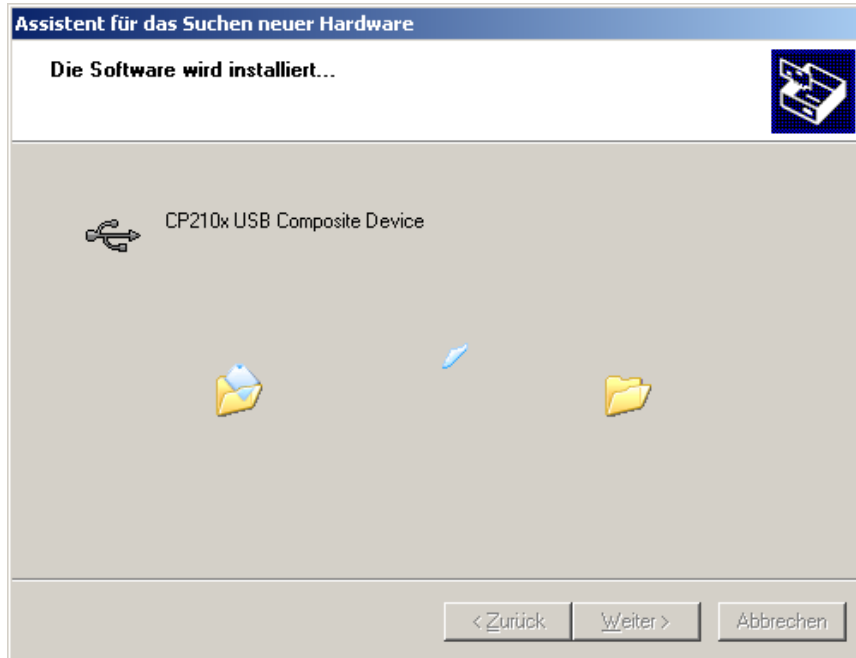 Assistent für das Suchen neuer Hardware
Die Software wird installiert...
CP210x USB Composite Device
< Zurück
Weiter >
Abbrechen